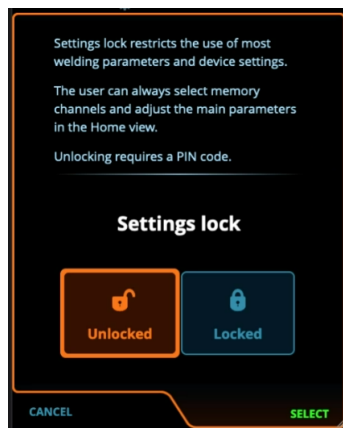 Settings lock restricts the use of most
welding parameters and device settings.
The user can always select memory
channels and adjust the main parameters
in the Home view.
Unlocking requires a PIN code.
Settings lock
Unlocked
Locked
CANCEL
SELECT